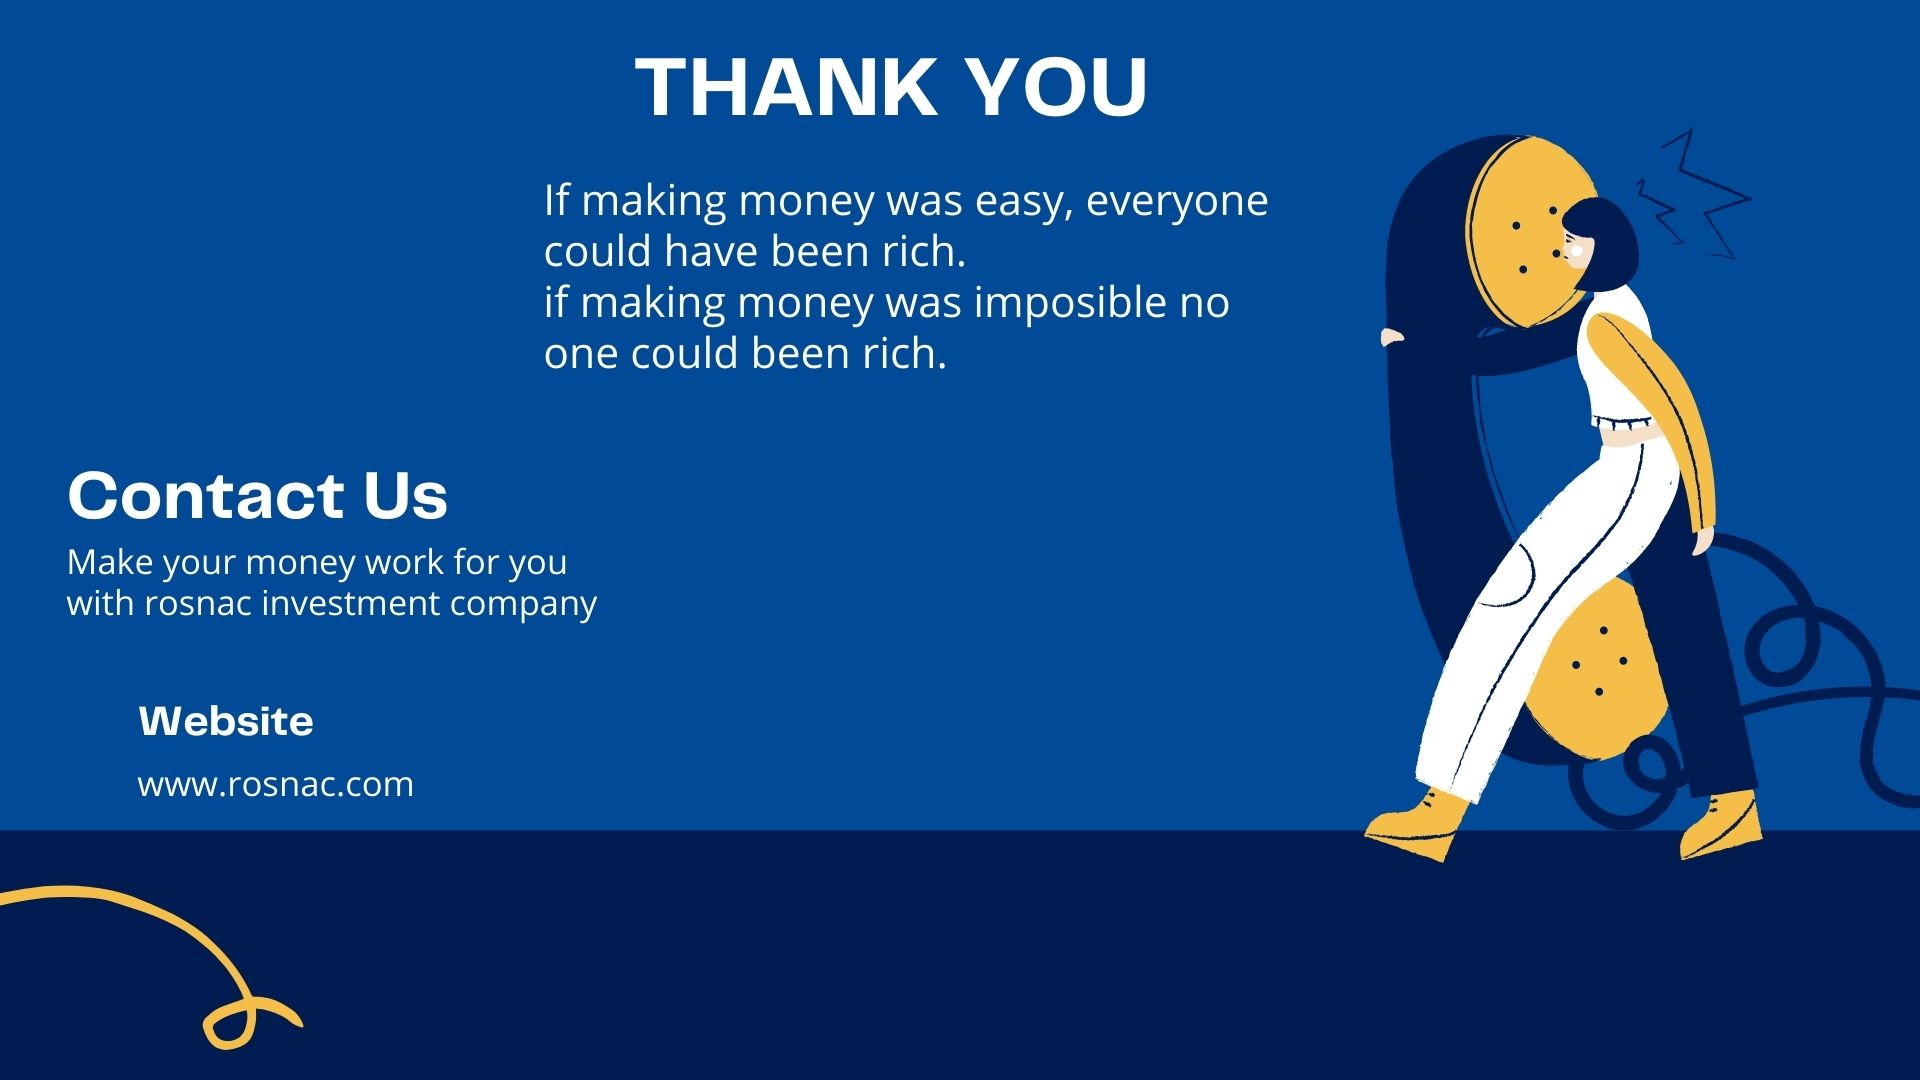 THANK YOU
If making money was easy, everyone
could have been rich.
if making money was imposible no
one could been rich.
Contact Us
Make your money work for you
with rosnac investment company
Website
www.rosnac.com